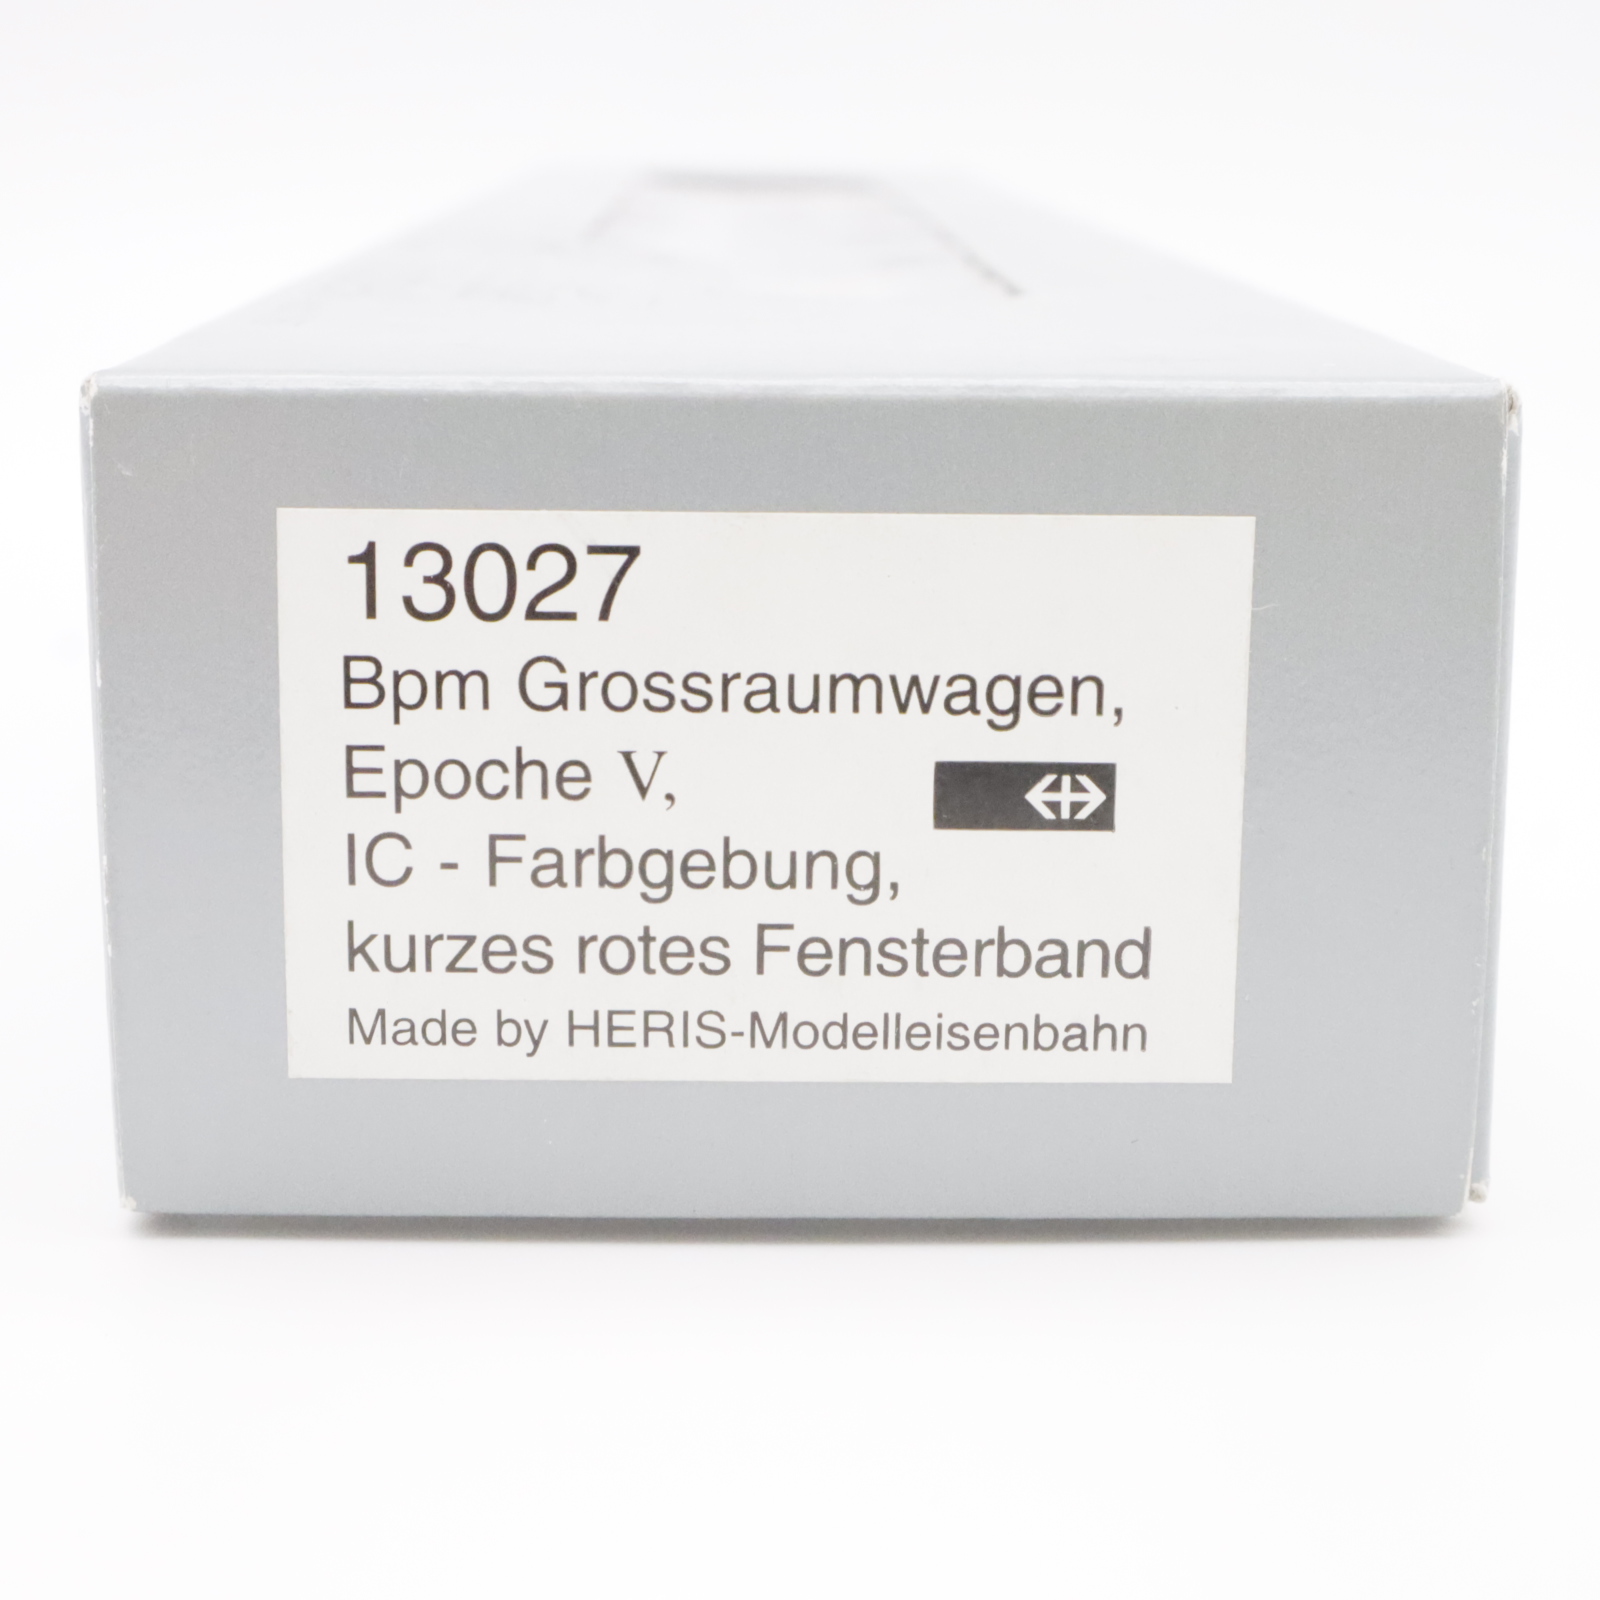 13027
Bpm Grossraumwagen,
Epoche V,
IC - Farbgebung,
kurzes rotes Fensterband
Made by HERIS-Modelleisenbahn